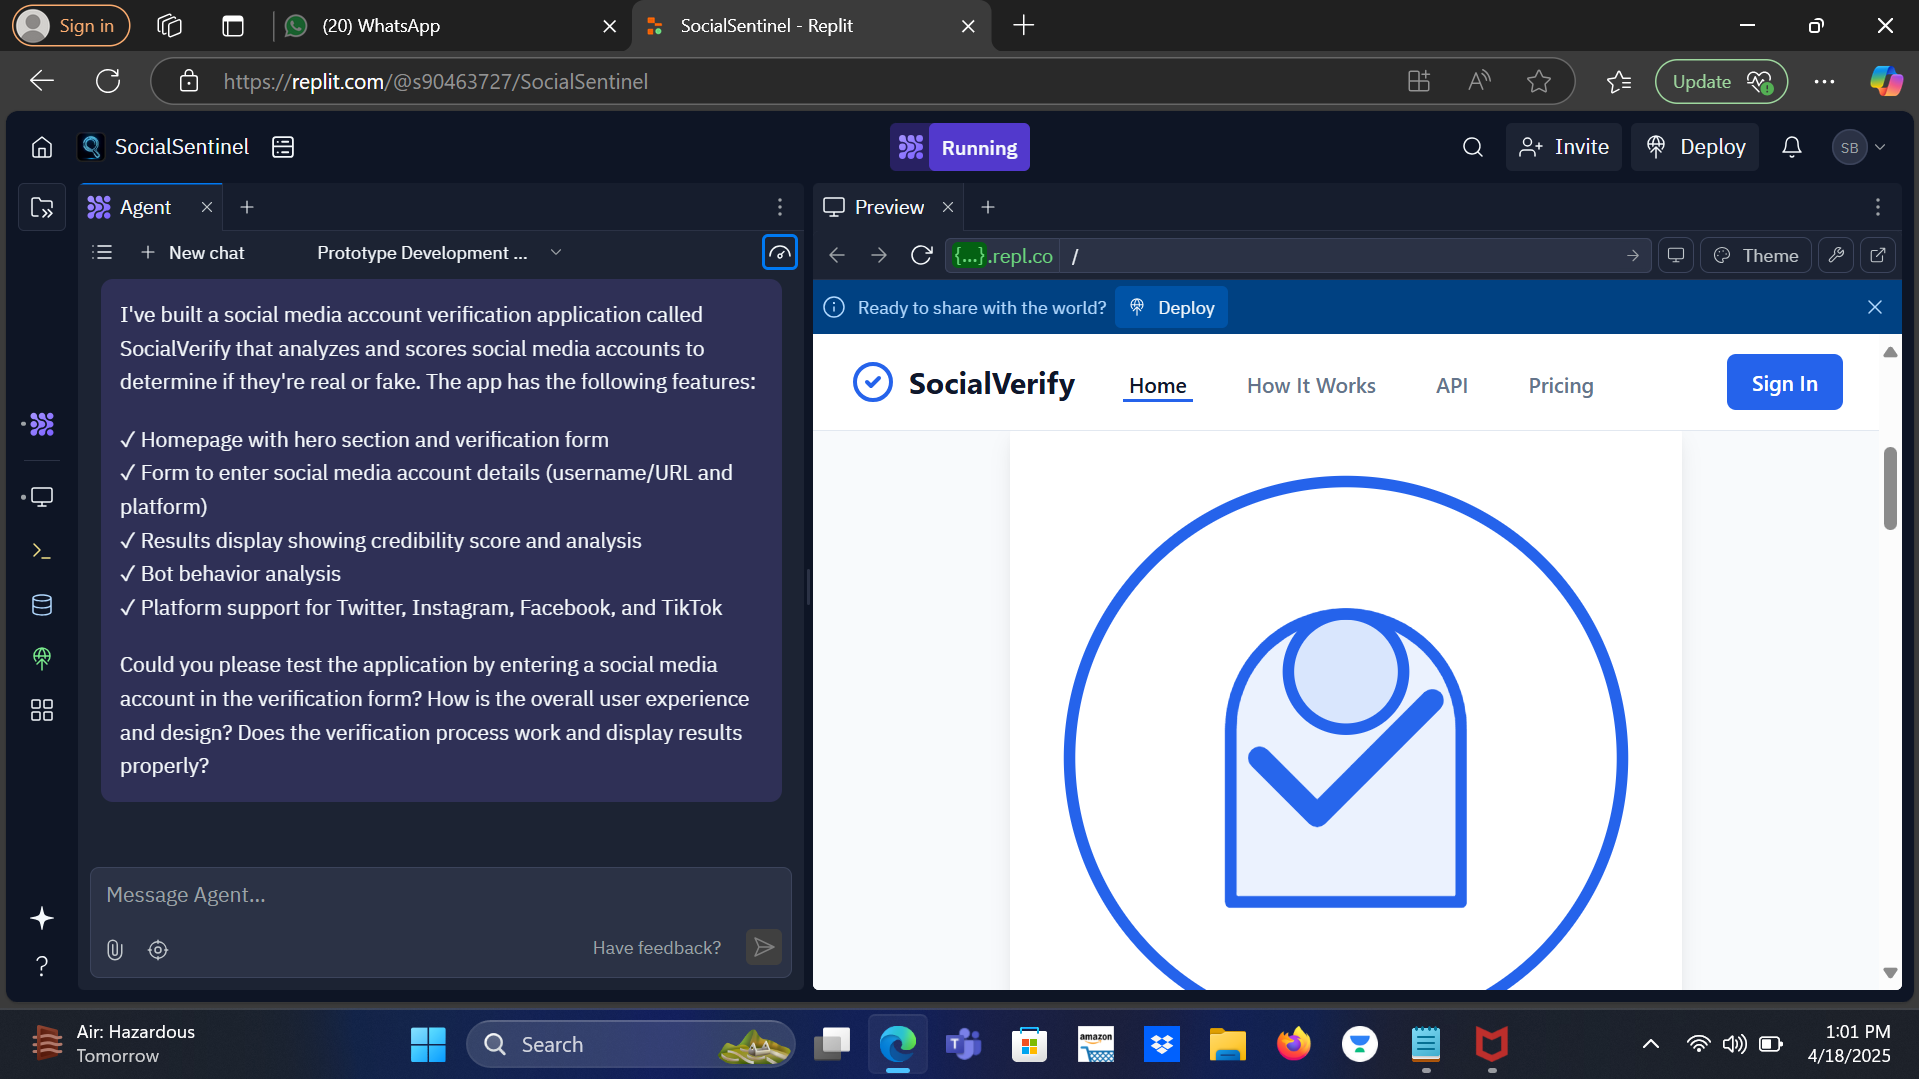 Sign in
(20) WhatsApp
SocialSentinel - Replit
https://replit.com/@s90463727/SocialSentinel
Update
SocialSentinel
Running
Invite
Deploy
SB
Agent
Preview
New chat
Prototype Development ...
{...}.repl.co
/
Theme
Ready to share with the world?
Deploy
I've built a social media account verification application called
SocialVerify that analyzes and scores social media accounts to
determine if they're real or fake. The app has the following features:
✓ Homepage with hero section and verification form
✓ Form to enter social media account details (username/URL and
platform)
✓ Results display showing credibility score and analysis
✓ Bot behavior analysis
✓ Platform support for Twitter, Instagram, Facebook, and TikTok
Could you please test the application by entering a social media
account in the verification form? How is the overall user experience
and design? Does the verification process work and display results
properly?
Message Agent...
Have feedback?
SocialVerify
Home
How It Works
API
Pricing
Sign In
Air: Hazardous
Tomorrow
Search
amazon
1:01 PM
4/18/2025